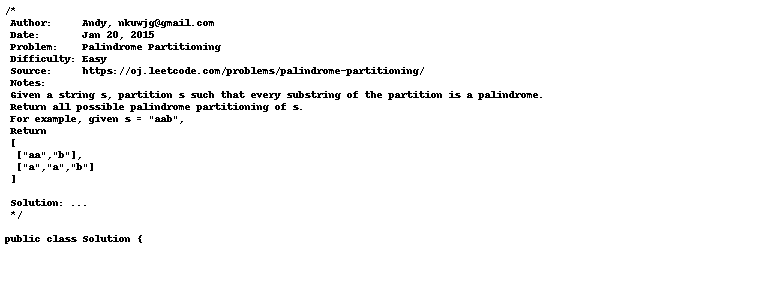 /*
Author: Andy, nkuwjg@gmail.com
Date: Jan 20, 2015
Problem: Palindrome Partitioning
Difficulty: Easy
Source: https://oj.leetcode.com/problems/palindrome-partitioning/
Notes:
Given a string s, partition s such that every substring of the partition is a palindrome.
Return all possible palindrome partitioning of s.
For example, given s = "aab",
Return
[
["aa","b"],
["a","a","b"]
]
Solution: ...
*/
public class Solution {